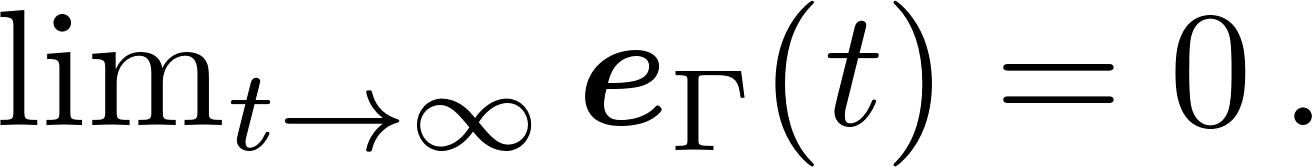 lim_{t→∞} 𝒆_Γ(t) = 0 .